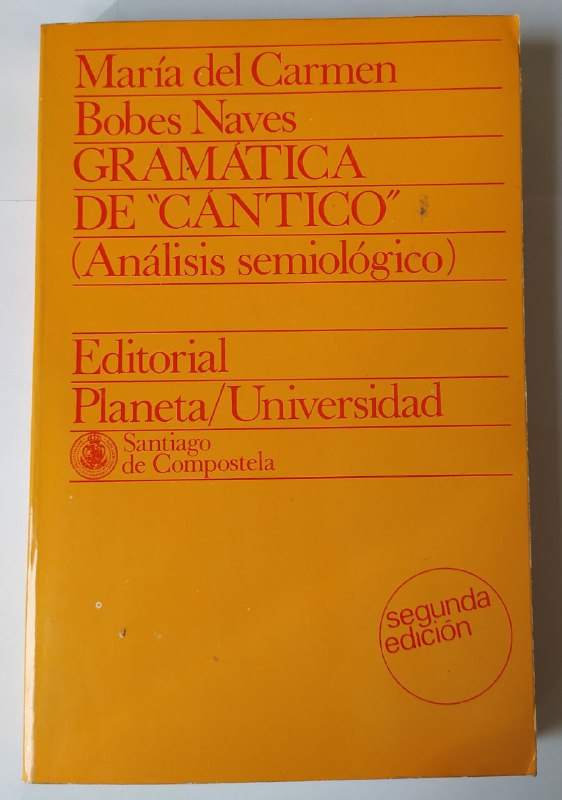 María del Carmen
Bobes Naves
GRAMÁTICA
DE "CÁNTICO"
(Análisis semiológico)
Editorial
Planeta/Universidad
Santiago
de Compostela
segunda
edición